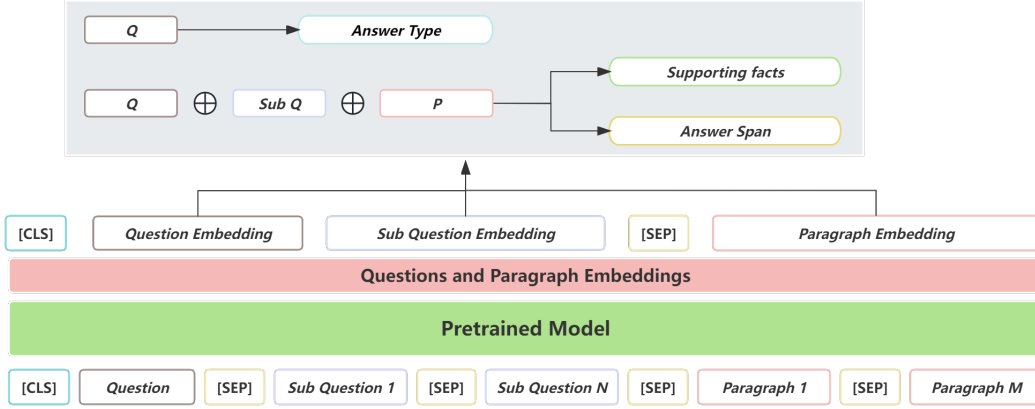 Q Answer Type
Supporting facts
Q Sub Q P
Answer Span
[CLS] Question Embedding Sub Question Embedding [SEP] Paragraph Embedding
Questions and Paragraph Embeddings
Pretrained Model
[CLS] Question [SEP] Sub Question 1 [SEP] Sub Question N [SEP] Paragraph 1 [SEP] Paragraph M